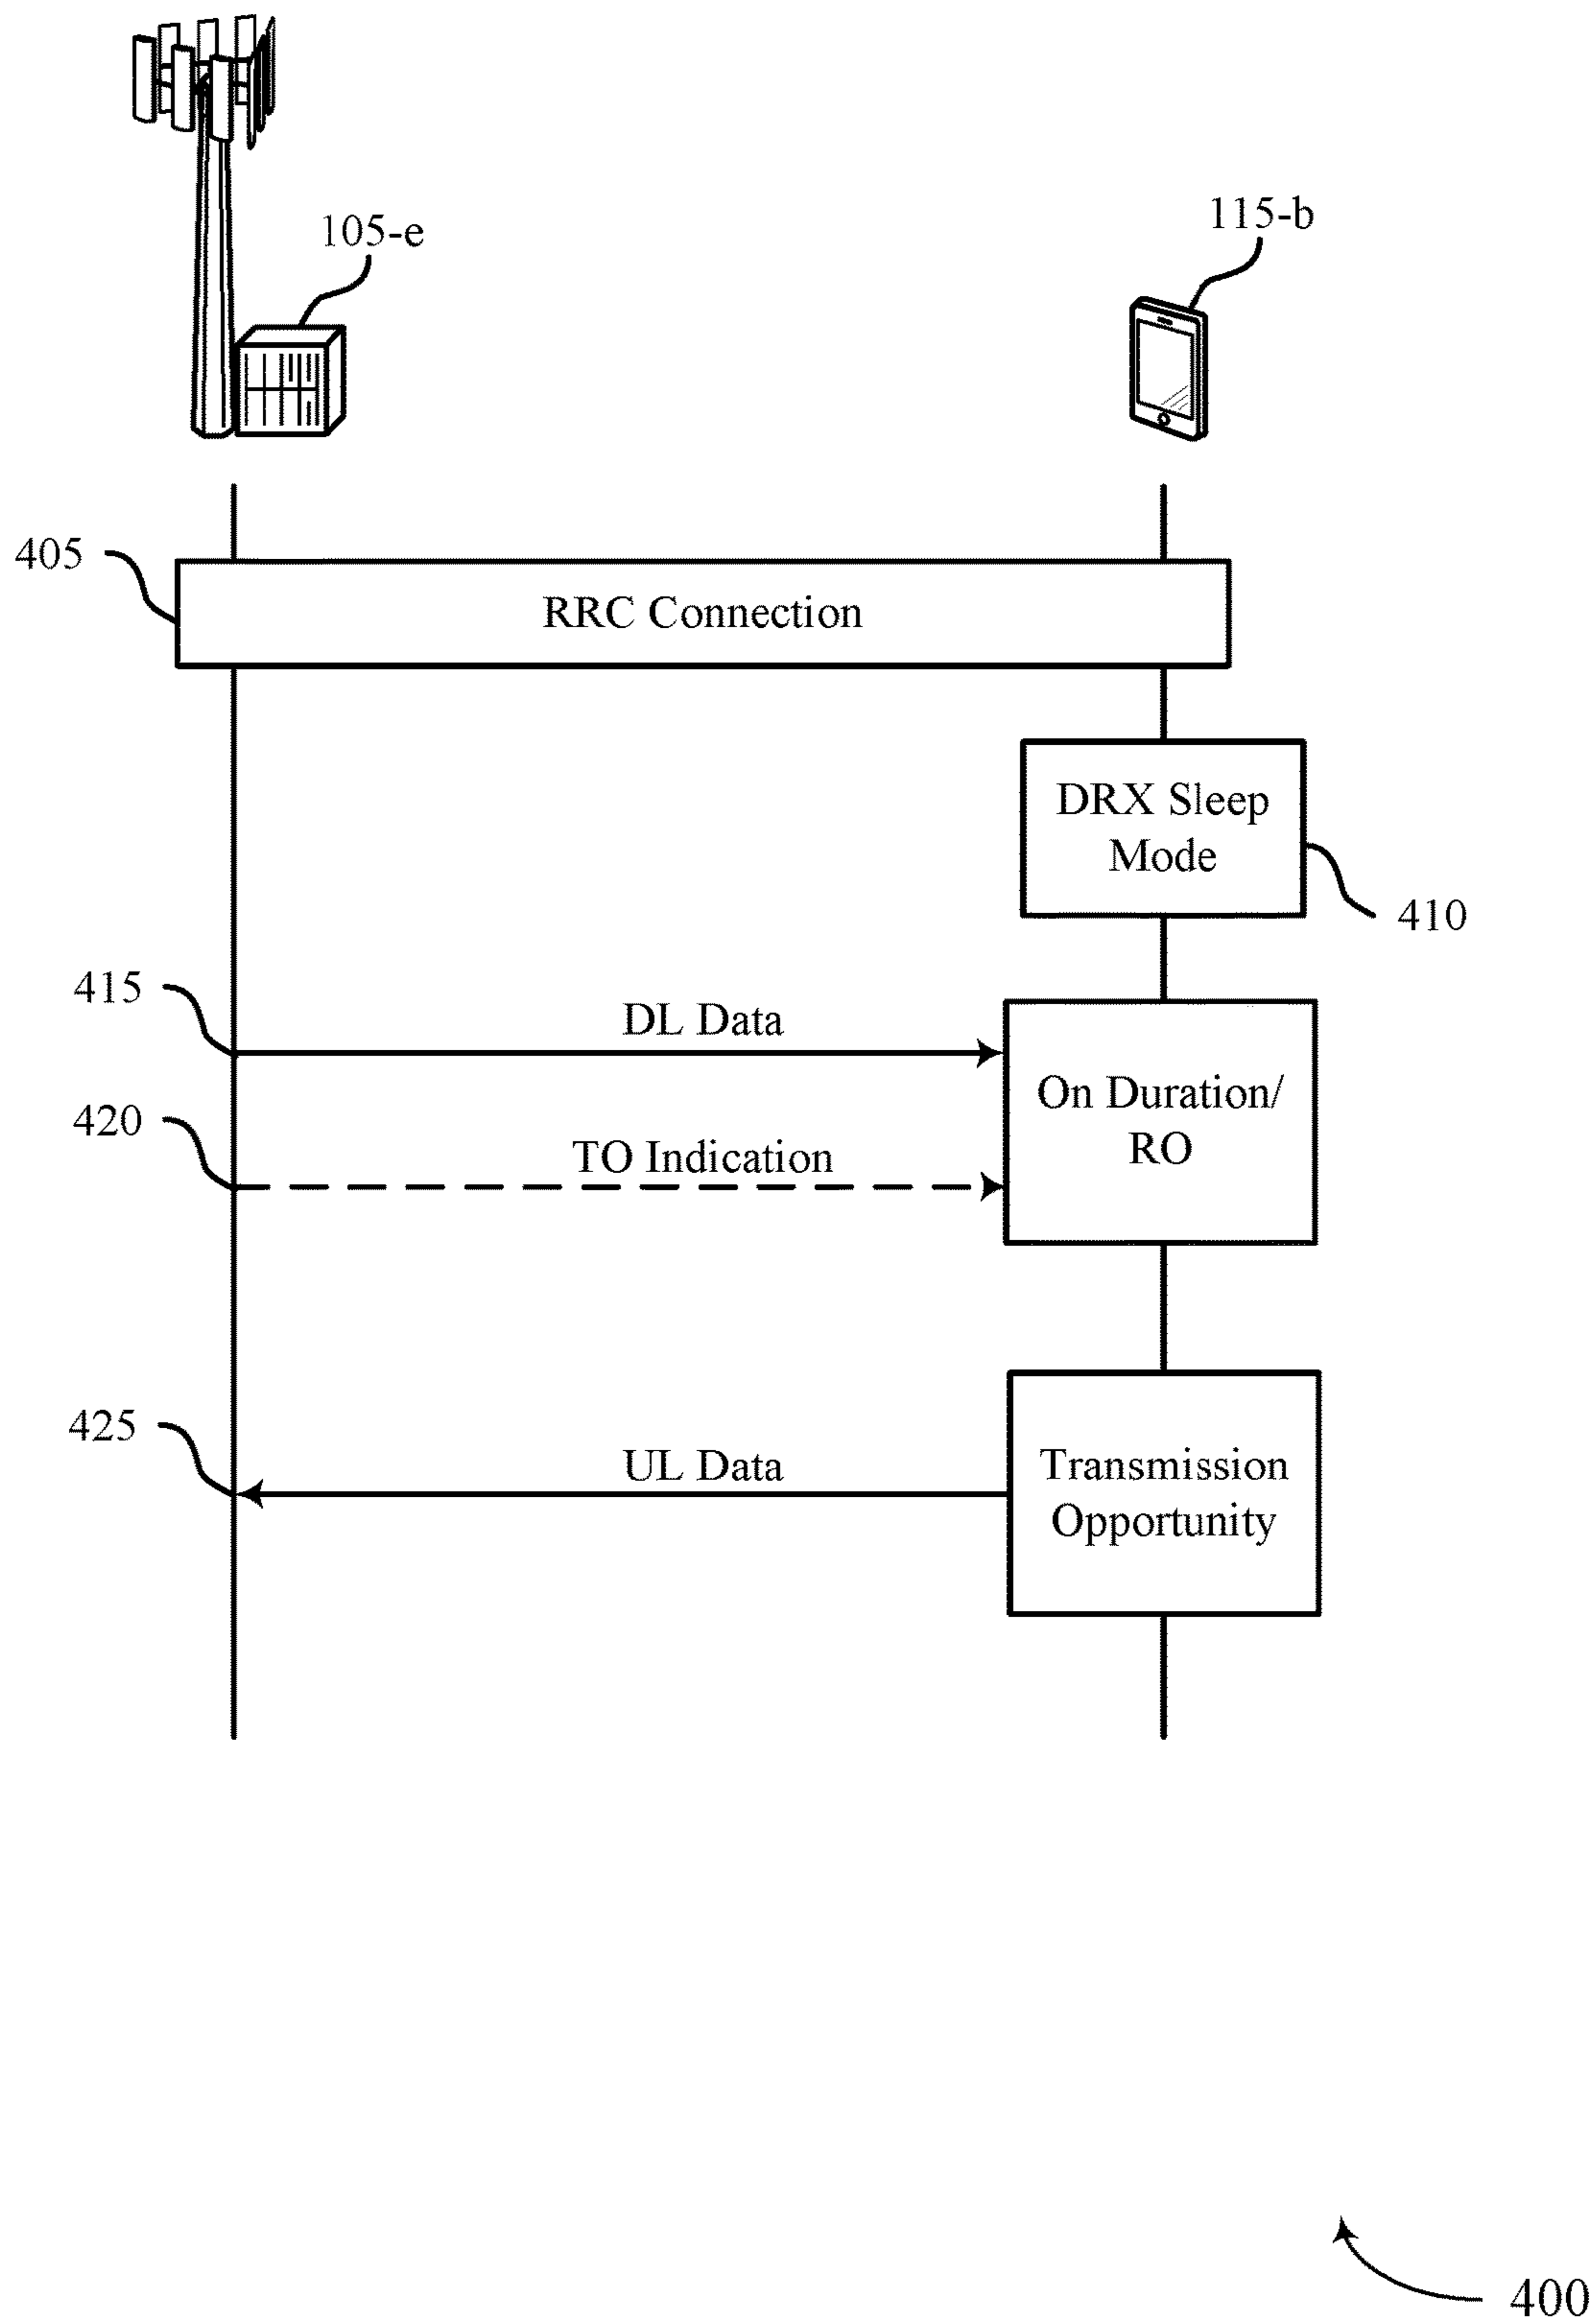 105-e
115-b
405
RRC Connection
DRX Sleep
Mode
410
415
DL Data
On Duration/
RO
420
TO Indication
425
UL Data
Transmission
Opportunity
400